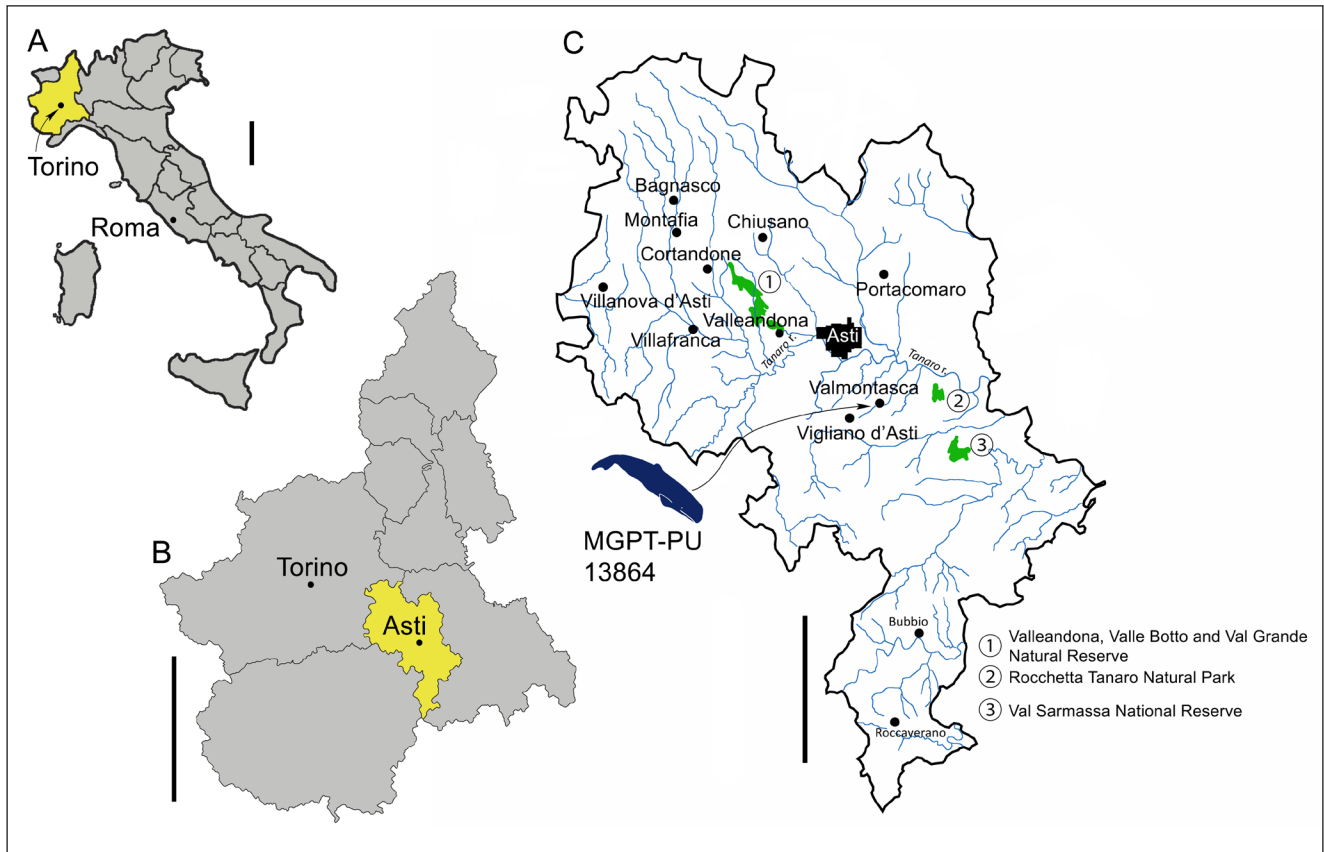 A
Torino
Roma
B
Torino
Asti
C
Bagnasco
Montafia
Chiusano
Cortandone
1
Portacomaro
Villanova d’Asti
Valleandona
Villafranca
Asti
Tanaro r.
Tanaro r.
Valmontasca
2
Vigliano d’Asti
3
MGPT-PU
13864
Bubbio
Roccaverano
1 Valleandona, Valle Botto and Val Grande
Natural Reserve
2 Rocchetta Tanaro Natural Park
3 Val Sarmassa National Reserve